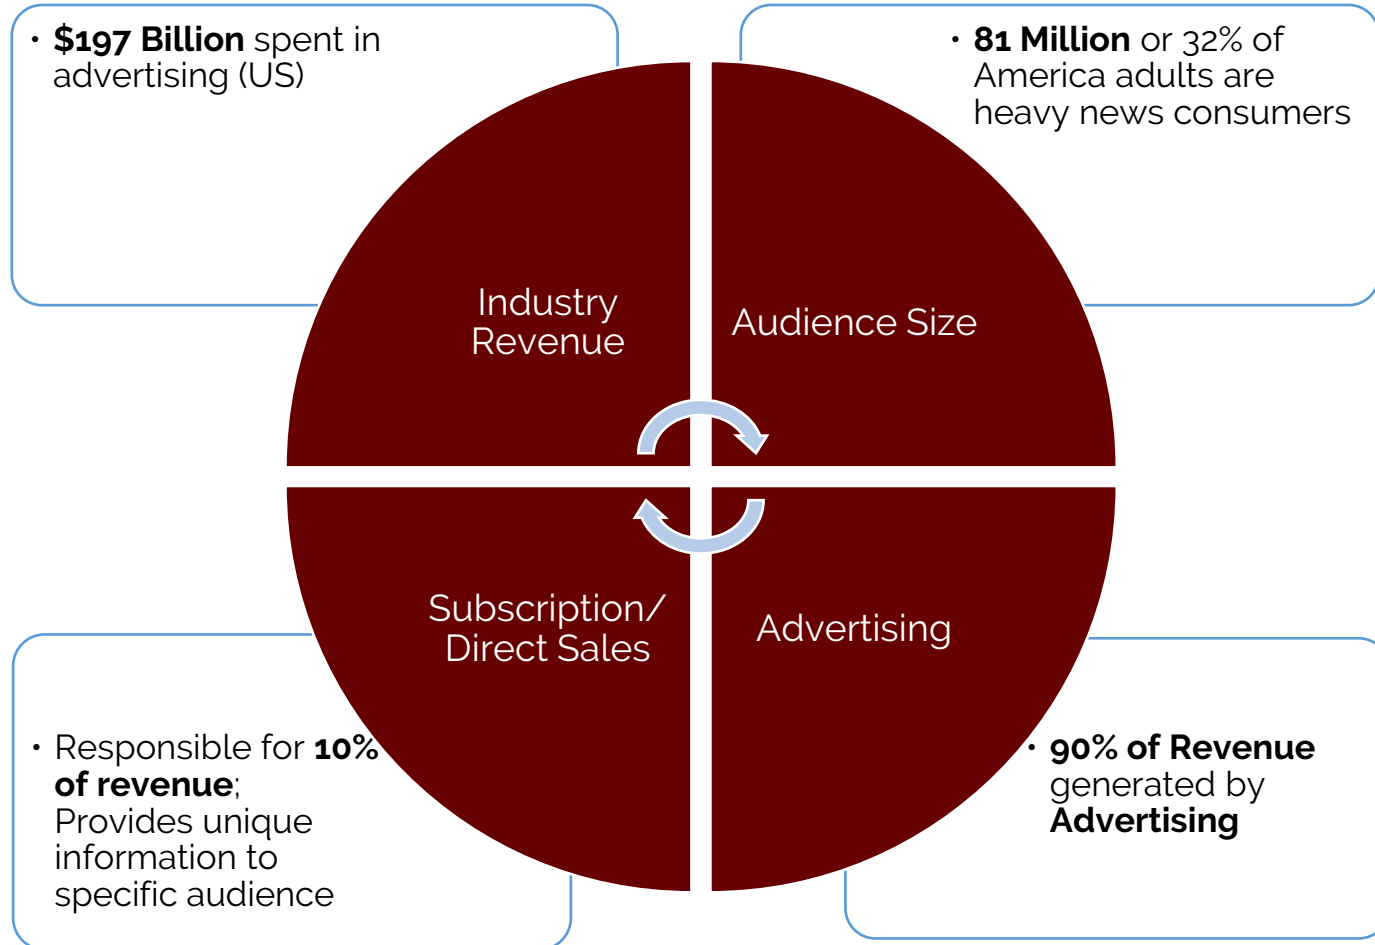 • $197 Billion spent in
advertising (US)
• 81 Million or 32% of
America adults are
heavy news consumers
Industry
Revenue
Audience Size
Subscription/
Direct Sales
Advertising
• Responsible for 10%
of revenue;
Provides unique
information to
specific audience
• 90% of Revenue
generated by
Advertising